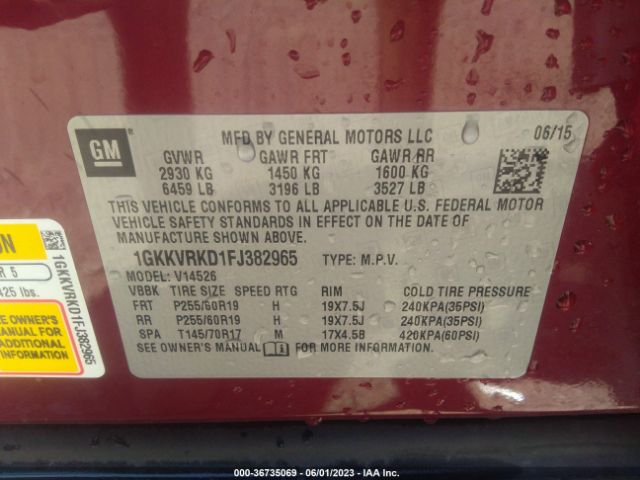 GM
MFD BY GENERAL MOTORS LLC 06/15
GVWR GAWR FRT GAWR RR
2930 KG 1450 KG 1600 KG
6459 LB 3196 LB 3527 LB
THIS VEHICLE CONFORMS TO ALL APPLICABLE U.S. FEDERAL MOTOR
VEHICLE SAFETY STANDARDS IN EFFECT ON THE DATE OF
MANUFACTURE SHOWN ABOVE.
1GKKVRKD1FJ382965 TYPE: M.P.V.
MODEL: V14526
VBBK TIRE SIZE SPEED RTG RIM COLD TIRE PRESSURE
FRT P255/60R19 H 19X7.5J 240KPA(35PSI)
RR P255/60R19 H 19X7.5J 240KPA(35PSI)
SPA T145/70R17 M 17X4.5B 420KPA(60PSI)
SEE OWNER'S MANUAL FOR MORE INFORMATION.
ON
R 5
425 lbs.
SEE OWNER'S
MANUAL FOR
ADDITIONAL
INFORMATION
1GKKVRKD1FJ382965
000-36735069 - 06/01/2023 - IAA Inc.